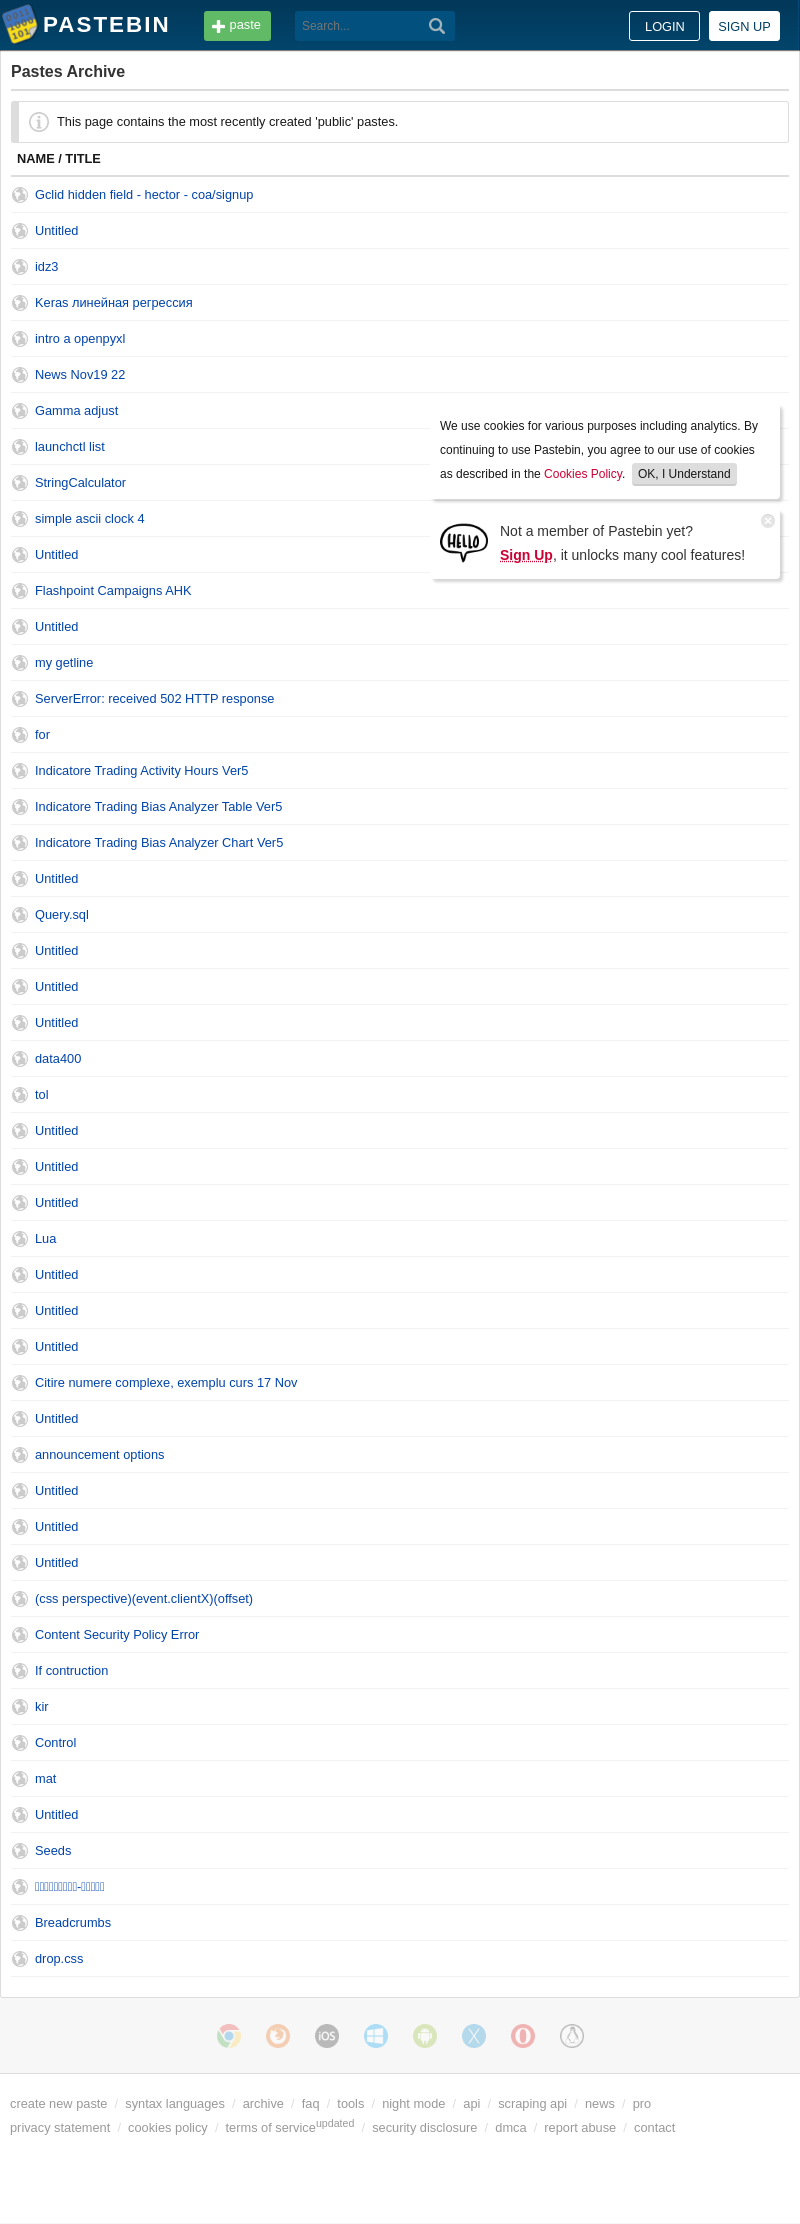 PASTEBIN
paste
Search...
LOGIN
SIGN UP
Pastes Archive
This page contains the most recently created 'public' pastes.
NAME / TITLE
Gclid hidden field - hector - coa/signup
Untitled
idz3
Keras линейная регрессия
intro a openpyxl
News Nov19 22
Gamma adjust
launchctl list
StringCalculator
simple ascii clock 4
Untitled
Flashpoint Campaigns AHK
We use cookies for various purposes including analytics. By
continuing to use Pastebin, you agree to our use of cookies
as described in the Cookies Policy. OK, I Understand
HELLO
Not a member of Pastebin yet?
Sign Up, it unlocks many cool features!
Untitled
my getline
ServerError: received 502 HTTP response
for
Indicatore Trading Activity Hours Ver5
Indicatore Trading Bias Analyzer Table Ver5
Indicatore Trading Bias Analyzer Chart Ver5
Untitled
Query.sql
Untitled
Untitled
Untitled
data400
tol
Untitled
Untitled
Untitled
Lua
Untitled
Untitled
Untitled
Citire numere complexe, exemplu curs 17 Nov
Untitled
announcement options
Untitled
Untitled
Untitled
(css perspective)(event.clientX)(offset)
Content Security Policy Error
If contruction
kir
Control
mat
Untitled
Seeds
Breadcrumbs
drop.css
iOS
create new paste / syntax languages / archive / faq / tools / night mode / api / scraping api / news / pro
privacy statement / cookies policy / terms of service updated / security disclosure / dmca / report abuse / contact